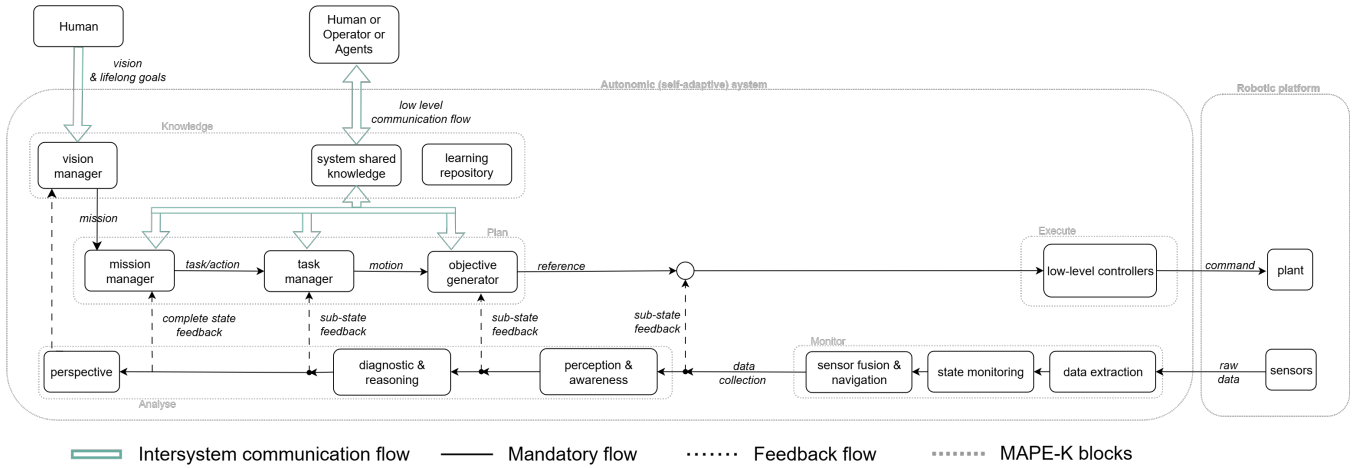 Human
Human or
Operator or
Agents
vision
& lifelong goals
Autonomic (self-adaptive) system
Robotic platform
low level
communication flow
Knowledge
vision
manager
system shared
knowledge
learning
repository
mission
Plan
Execute
mission
manager
task/action
task
manager
motion
objective
generator
reference
low-level controllers
command
plant
complete state
feedback
sub-state
feedback
sub-state
feedback
sub-state
feedback
Monitor
perspective
diagnostic &
reasoning
perception &
awareness
data
collection
sensor fusion &
navigation
state monitoring
data extraction
raw
data
sensors
Analyse
Intersystem communication flow
Mandatory flow
Feedback flow
MAPE-K blocks